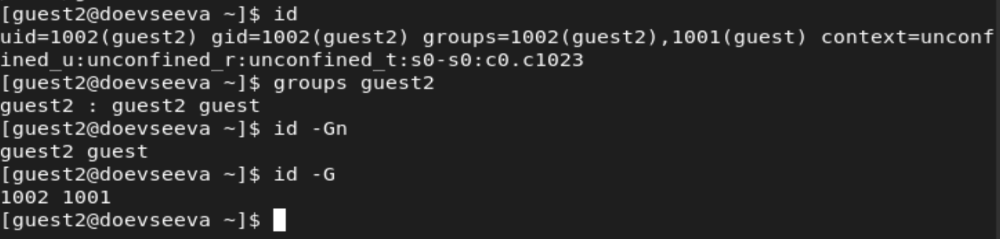 [guest2@doevseeva ~]$ id
uid=1002(guest2) gid=1002(guest2) groups=1002(guest2),1001(guest) context=unconf
ined_u:unconfined_r:unconfined_t:s0-s0:c0.c1023
[guest2@doevseeva ~]$ groups guest2
guest2 : guest2 guest
[guest2@doevseeva ~]$ id -Gn
guest2 guest
[guest2@doevseeva ~]$ id -G
1002 1001
[guest2@doevseeva ~]$